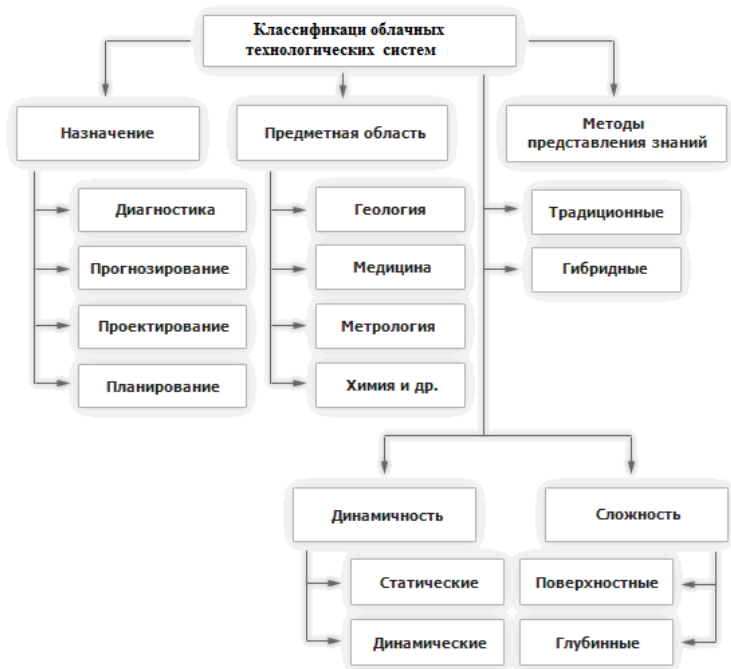 Классификаци облачных
технологических систем
Назначение
Предметная область
Методы
представления знаний
Диагностика
Прогнозирование
Проектирование
Планирование
Геология
Медицина
Метрология
Химия и др.
Традиционные
Гибридные
Динамичность
Сложность
Статические
Динамические
Поверхностные
Глубинные